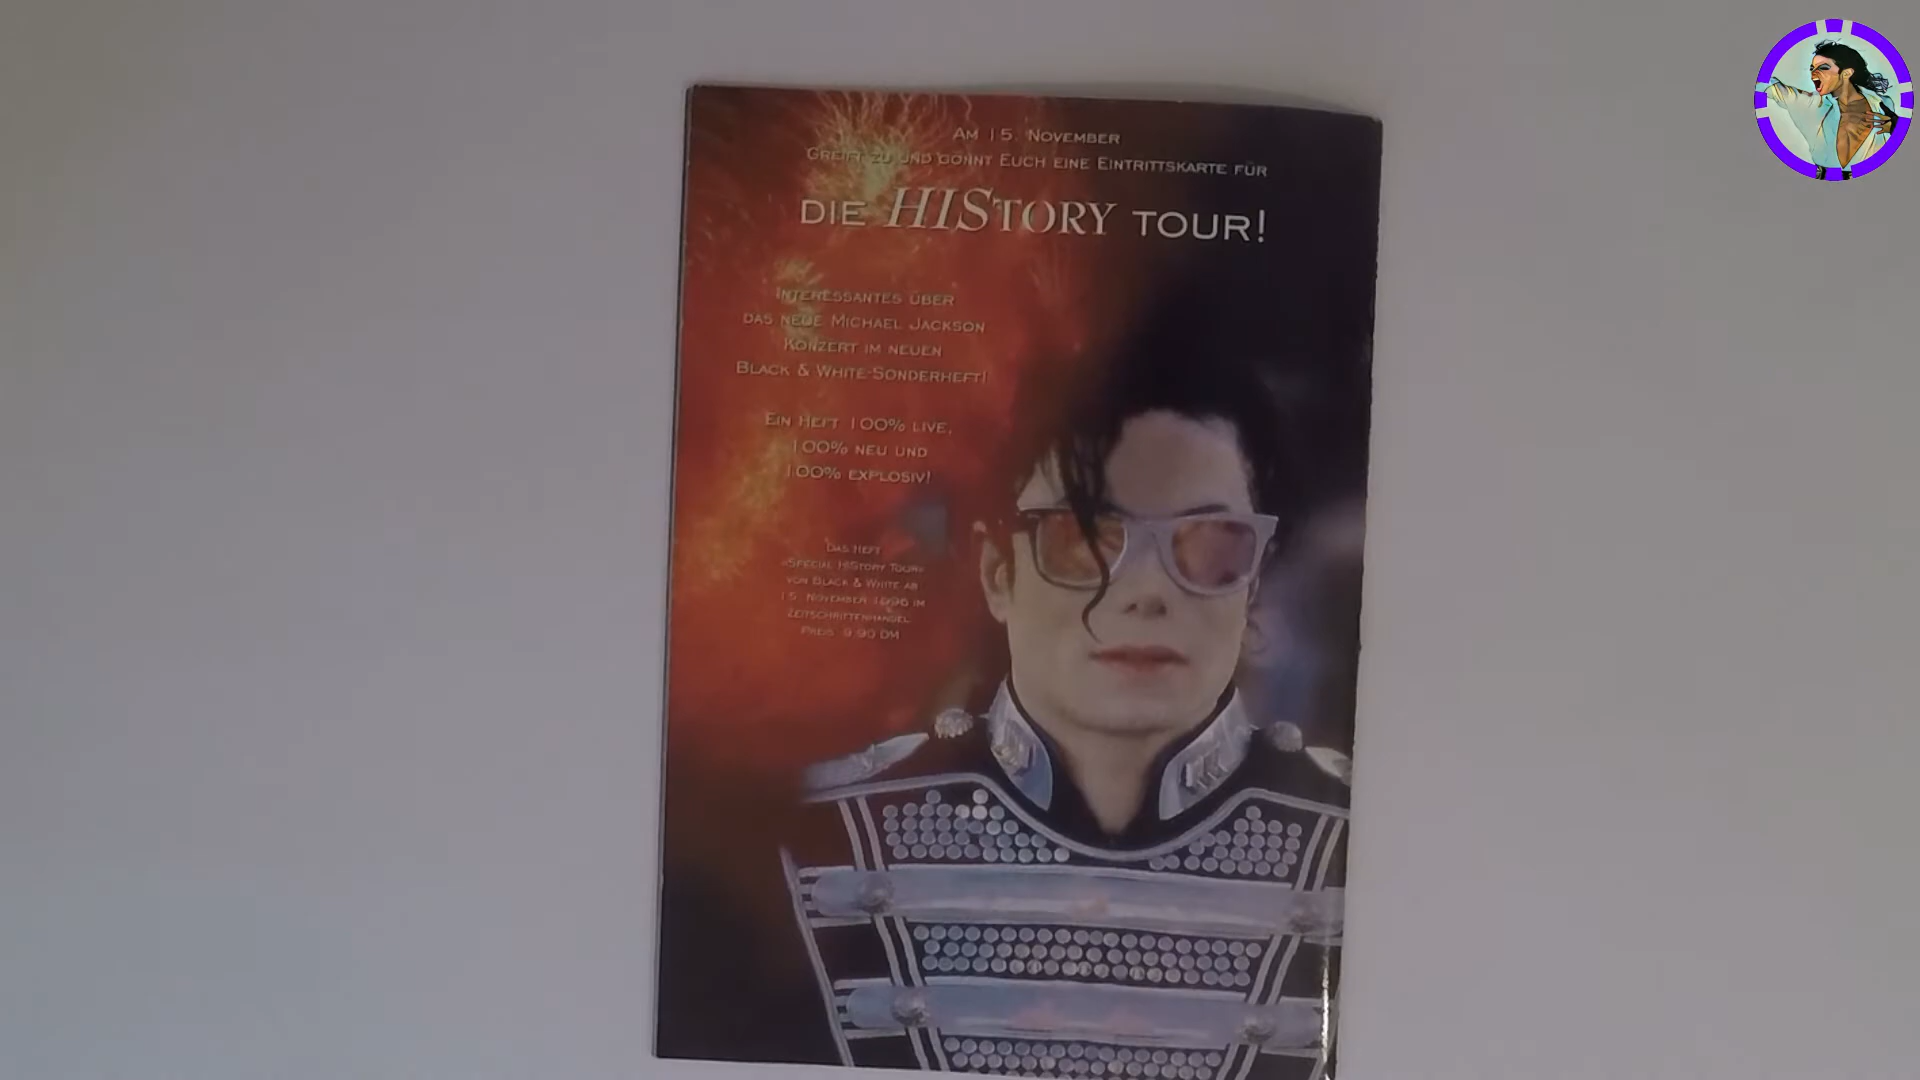 AM 15. NOVEMBER
GREIFT ZU UND GÖNNT EUCH EINE EINTRITTSKARTE FÜR
DIE HISTORY TOUR!
INTERESSANTES ÜBER
DAS NEUE MICHAEL JACKSON
KONZERT IM NEUEN
BLACK & WHITE-SONDERHEFT!
EIN HEFT 100% LIVE,
100% NEU UND
100% EXPLOSIV!
DAS HEFT
«SPECIAL HISTORY TOUR»
VON BLACK & WHITE AB
15. NOVEMBER 1996 IM
ZEITSCHRIFTENHANDEL
PREIS: 9.90 DM